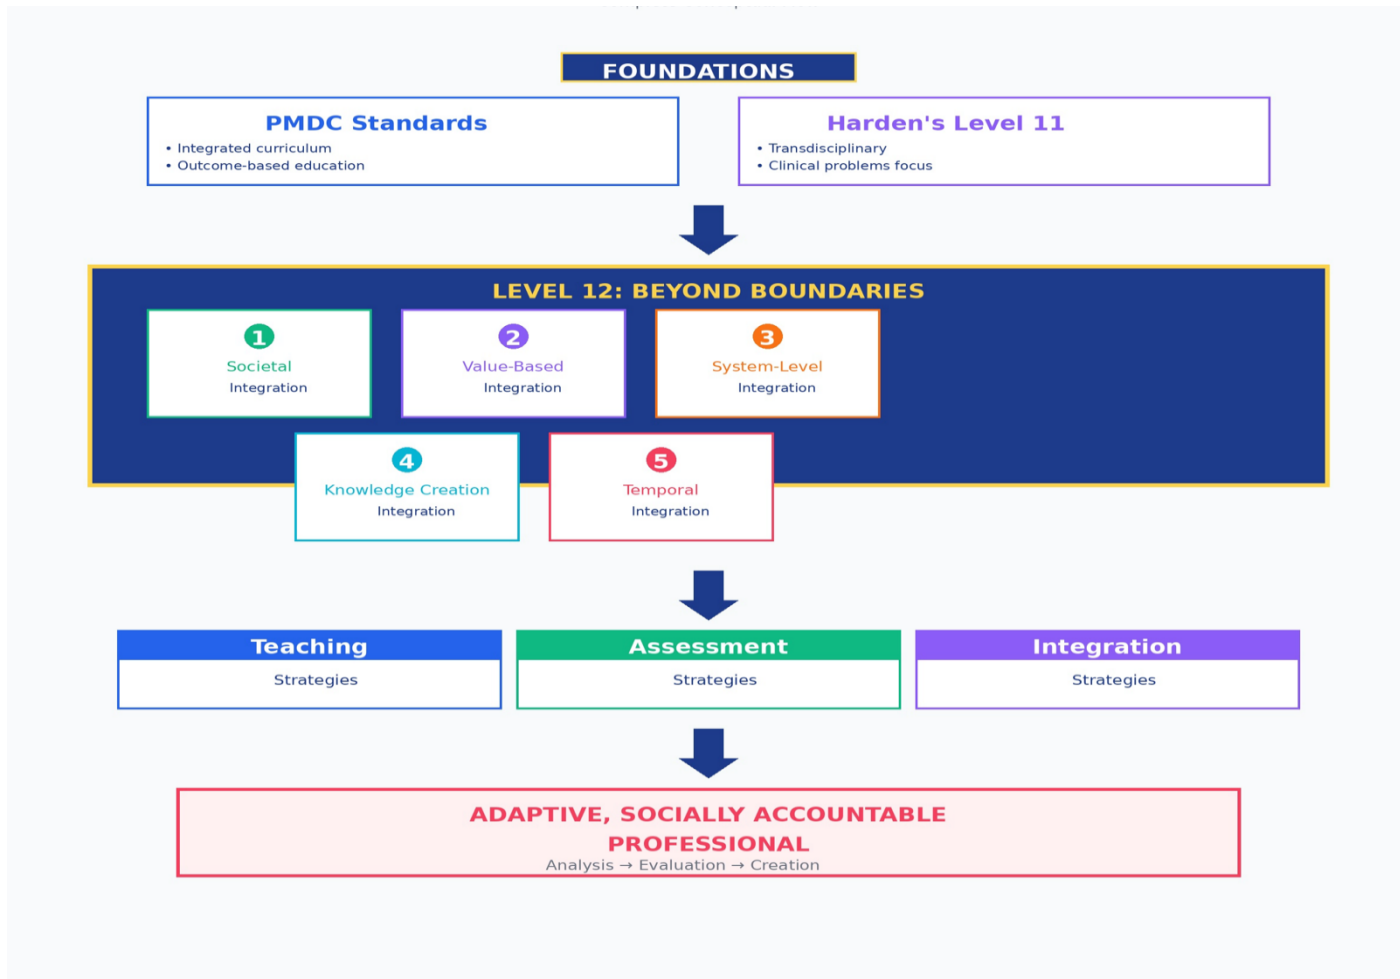 FOUNDATIONS
PMDC Standards
• Integrated curriculum
• Outcome-based education
Harden's Level 11
• Transdisciplinary
• Clinical problems focus
LEVEL 12: BEYOND BOUNDARIES
1
Societal
Integration
2
Value-Based
Integration
3
System-Level
Integration
4
Knowledge Creation
Integration
5
Temporal
Integration
Teaching
Strategies
Assessment
Strategies
Integration
Strategies
ADAPTIVE, SOCIALLY ACCOUNTABLE
PROFESSIONAL
Analysis → Evaluation → Creation